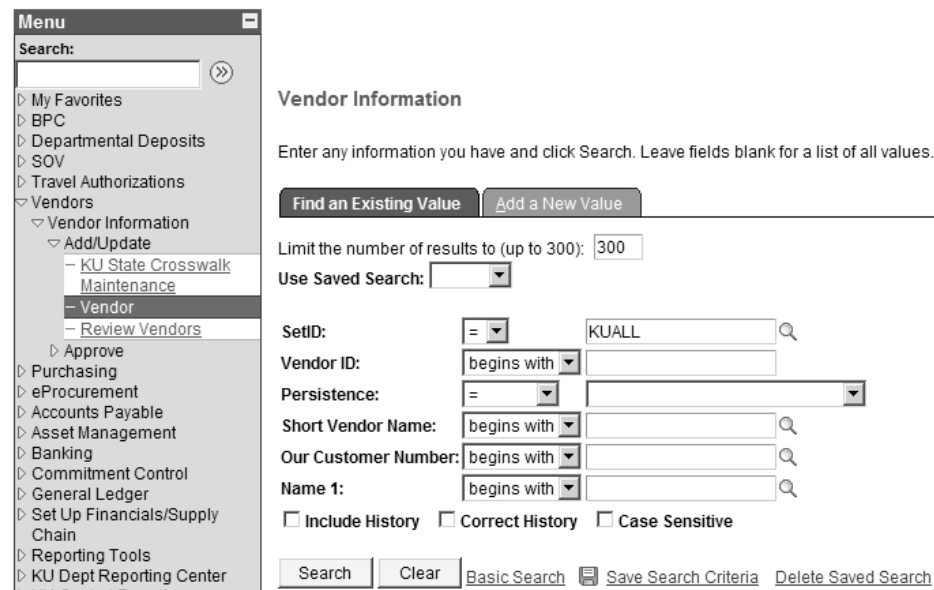 Menu
Search:
My Favorites
BPC
Departmental Deposits
SOV
Travel Authorizations
Vendors
Vendor Information
Add/Update
KU State Crosswalk
Maintenance
Vendor
Review Vendors
Approve
Purchasing
eProcurement
Accounts Payable
Asset Management
Banking
Commitment Control
General Ledger
Set Up Financials/Supply
Chain
Reporting Tools
KU Dept Reporting Center
Vendor Information
Enter any information you have and click Search. Leave fields blank for a list of all values.
Find an Existing Value Add a New Value
Limit the number of results to (up to 300): 300
Use Saved Search:
SetID: = KUALL
Vendor ID: begins with
Persistence: =
Short Vendor Name: begins with
Our Customer Number: begins with
Name 1: begins with
Include History Correct History Case Sensitive
Search Clear Basic Search Save Search Criteria Delete Saved Search